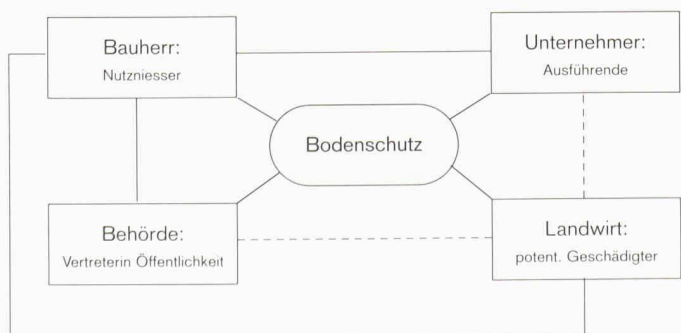 Bauherr:
Nutzniesser
Unternehmer:
Ausführende
Bodenschutz
Behörde:
Vertreterin Öffentlichkeit
Landwirt:
potent. Geschädigter